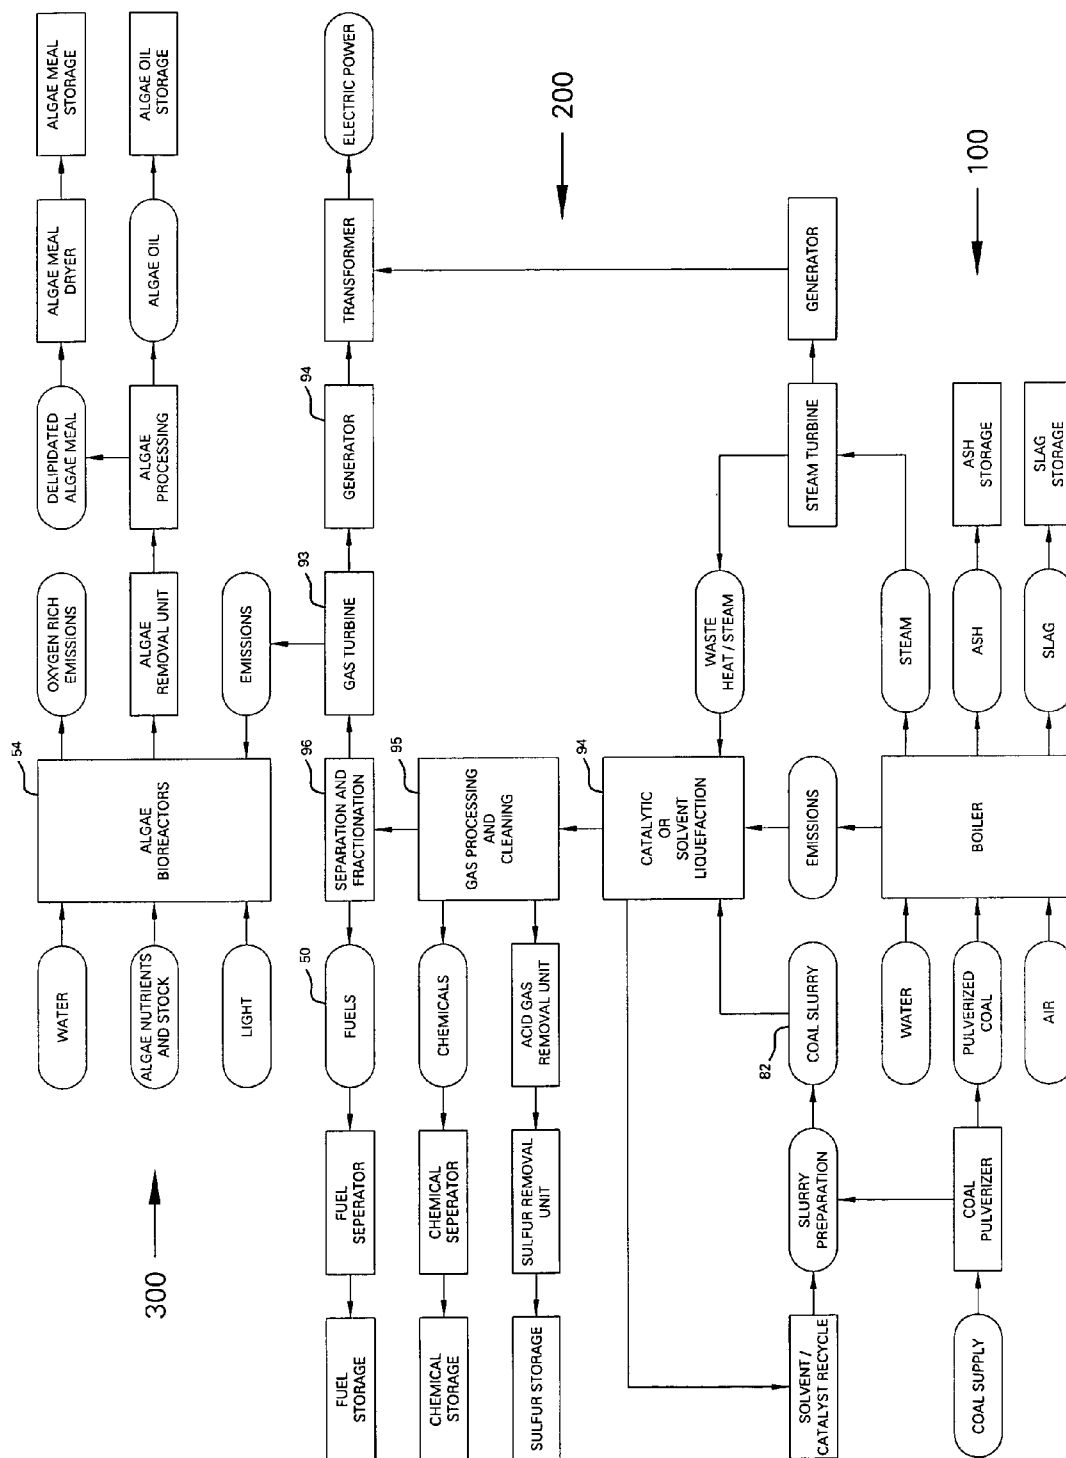 ALGAE MEAL
STORAGE
ALGAE OIL
STORAGE
ELECTRIC POWER
200
100
ALGAE MEAL
DRYER
ALGAE OIL
TRANSFORMER
GENERATOR
DELIPIDATED
ALGAE MEAL
ALGAE
PROCESSING
94
GENERATOR
STEAM TURBINE
ASH
STORAGE
SLAG
STORAGE
OXYGEN RICH
EMISSIONS
ALGAE
REMOVAL UNIT
EMISSIONS
93
GAS TURBINE
WASTE
HEAT / STEAM
STEAM
ASH
SLAG
54
ALGAE
BIOREACTORS
96
SEPARATION AND
FRACTIONATION
95
GAS PROCESSING
AND
CLEANING
94
CATALYTIC
OR
SOLVENT
LIQUEFACTION
EMISSIONS
BOILER
WATER
ALGAE NUTRIENTS
AND STOCK
LIGHT
50
FUELS
CHEMICALS
ACID GAS
REMOVAL UNIT
82
COAL SLURRY
WATER
PULVERIZED
COAL
AIR
300
FUEL
SEPERATOR
CHEMICAL
SEPERATOR
SULFUR REMOVAL
UNIT
SLURRY
PREPARATION
COAL
PULVERIZER
FUEL
STORAGE
CHEMICAL
STORAGE
SULFUR STORAGE
SOLVENT /
CATALYST RECYCLE
COAL SUPPLY